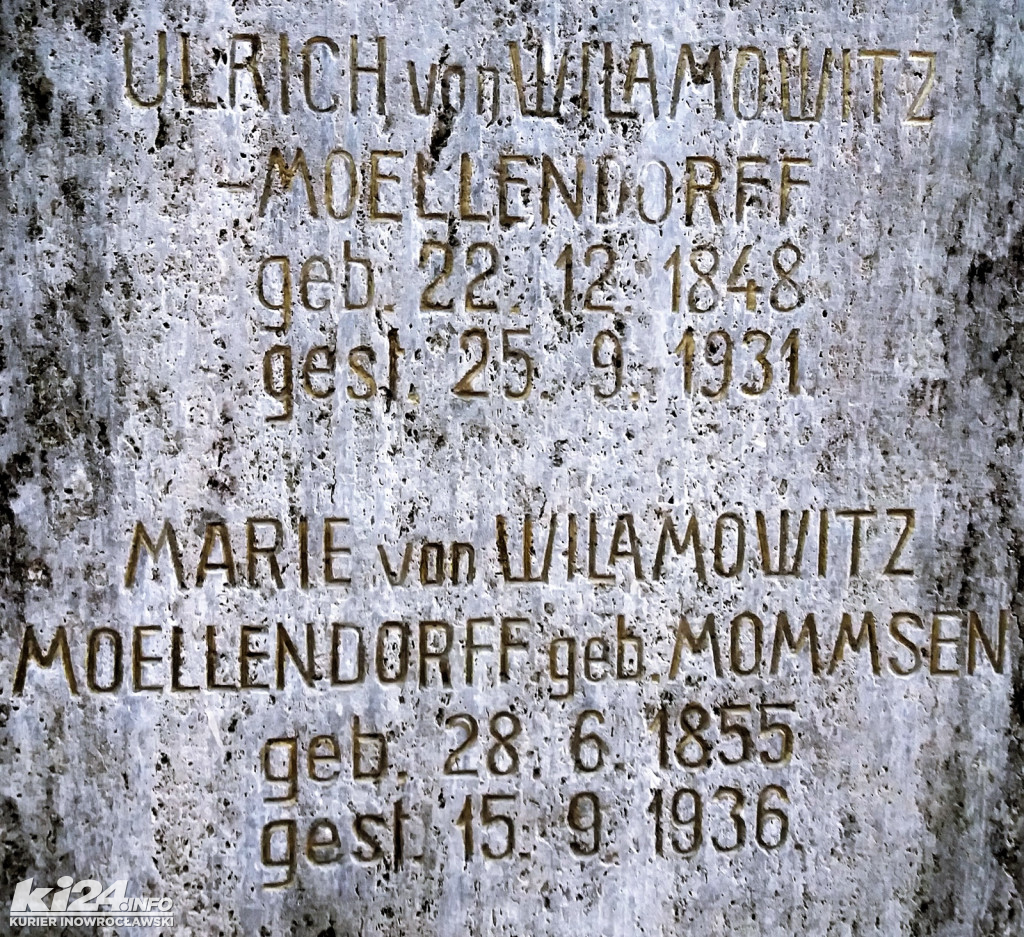 ULRICH von WILAMOWITZ
-MOELLENDORFF
geb. 22. 12. 1848
gest. 25. 9. 1931
MARIE von WILAMOWITZ
MOELLENDORFF geb. MOMMSEN
geb. 28. 6. 1855
gest. 15. 9. 1936.
ki24.INFO
KURIER INOWROCŁAWSKI